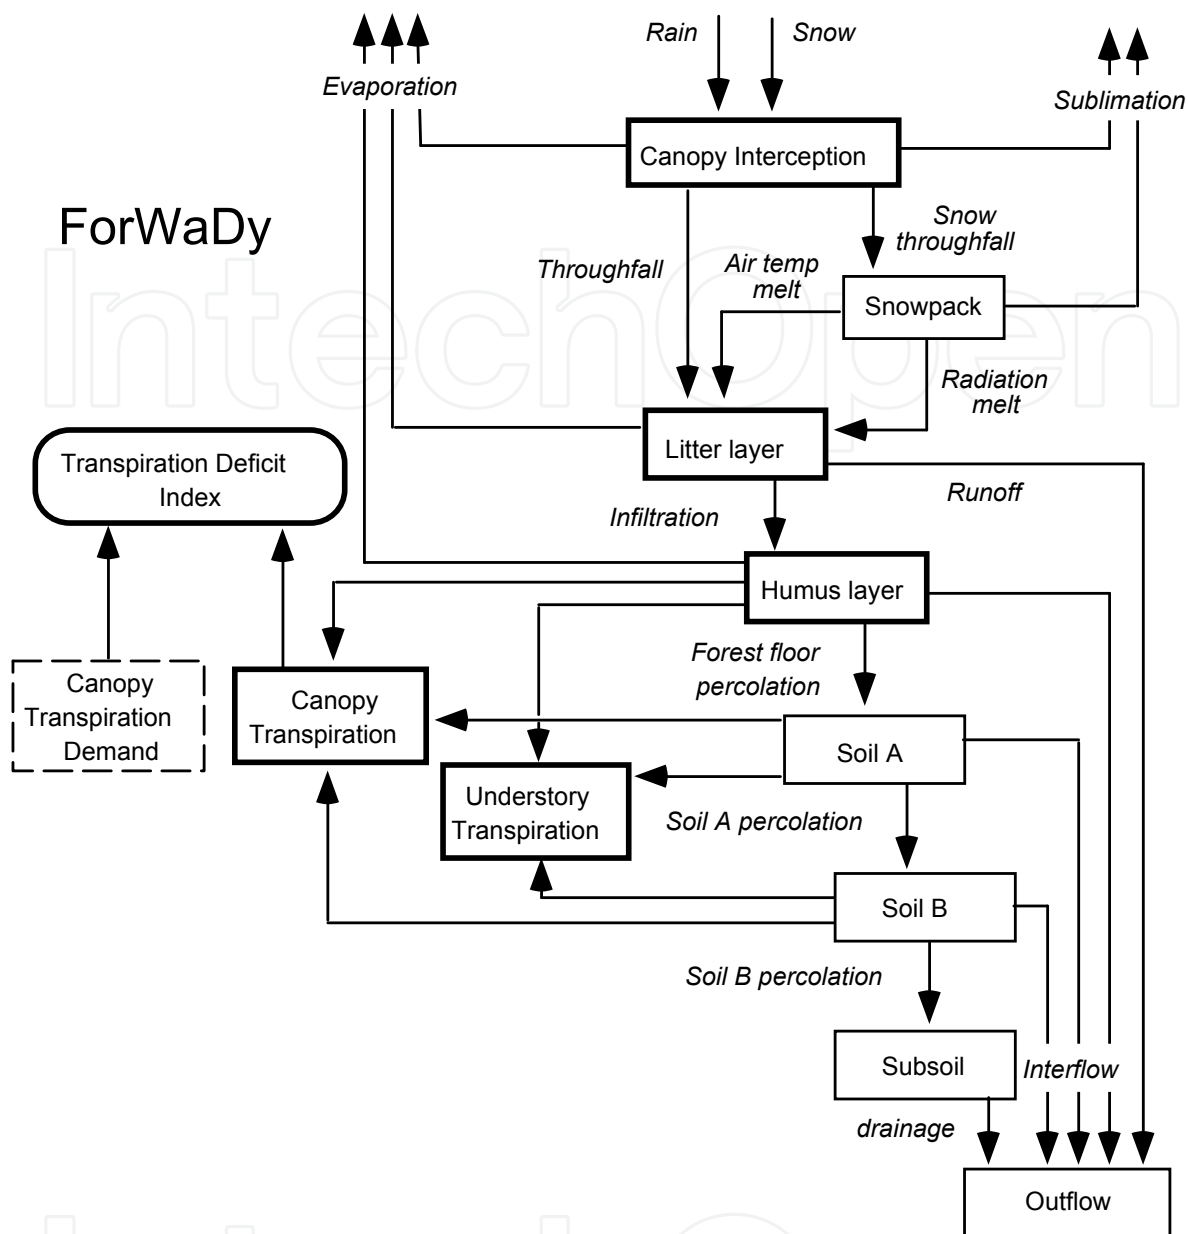 Rain
Snow
Evaporation
Sublimation
Canopy Interception
ForWaDy
Snow
throughfall
Throughfall
Air temp
melt
Snowpack
IntechOpen
Radiation
melt
Litter layer
Transpiration Deficit
Index
Runoff
Infiltration
Humus layer
Forest floor
percolation
Canopy
Transpiration
Demand
Canopy
Transpiration
Soil A
Understory
Transpiration
Soil A percolation
Soil B
Soil B percolation
Subsoil
Interflow
drainage
Outflow